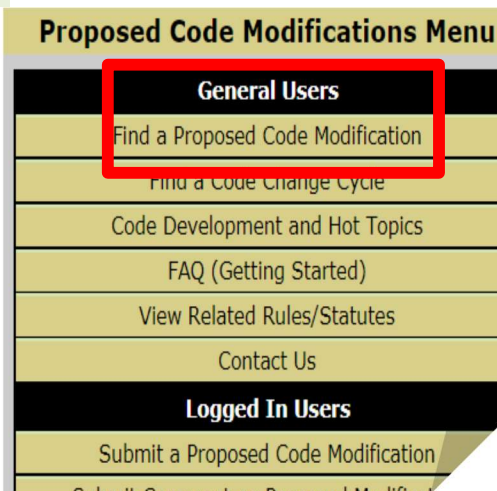 Proposed Code Modifications Menu
General Users
Find a Proposed Code Modification
Find a Code Change Cycle
Code Development and Hot Topics
FAQ (Getting Started)
View Related Rules/Statutes
Contact Us
Logged In Users
Submit a Proposed Code Modification